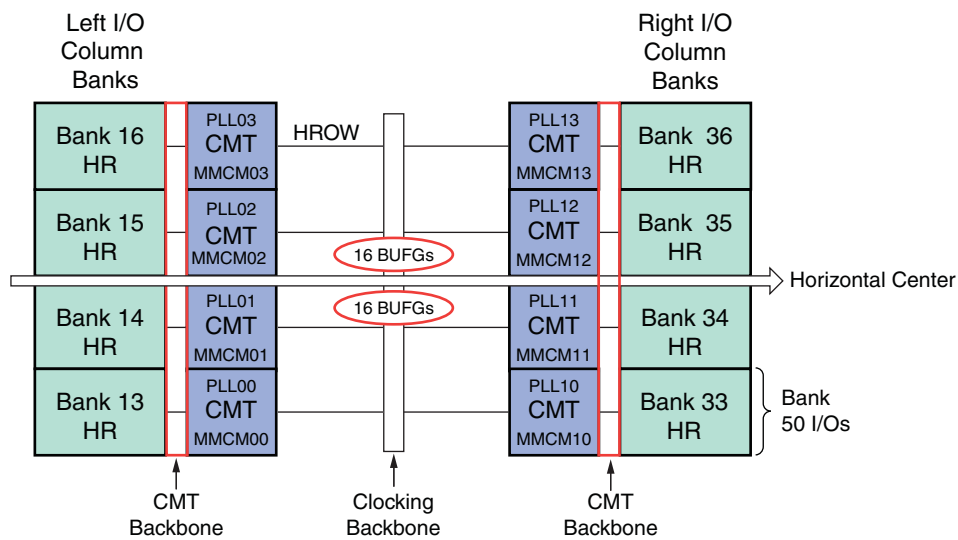 Left I/O
Column
Banks
Right I/O
Column
Banks
Bank 16
HR
PLL03
CMT
MMCM03
HROW
PLL13
CMT
MMCM13
Bank 36
HR
Bank 15
HR
PLL02
CMT
MMCM02
16 BUFGs
PLL12
CMT
MMCM12
Bank 35
HR
Horizontal Center
Bank 14
HR
PLL01
CMT
MMCM01
16 BUFGs
PLL11
CMT
MMCM11
Bank 34
HR
Bank 13
HR
PLL00
CMT
MMCM00
PLL10
CMT
MMCM10
Bank 33
HR
Bank
50 I/Os
CMT
Backbone
Clocking
Backbone
CMT
Backbone